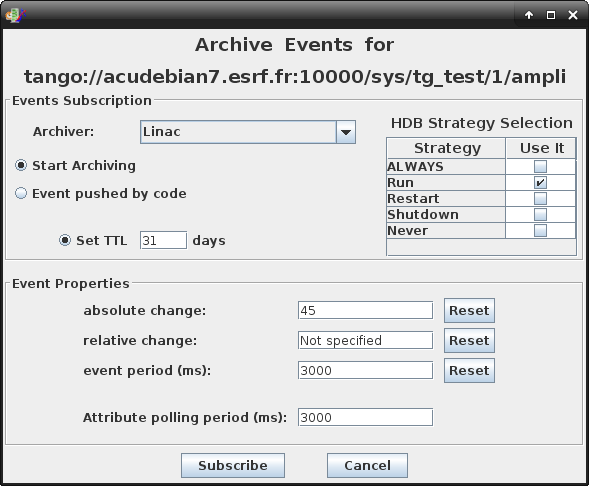 Archive Events for
tango://acudebian7.esrf.fr:10000/sys/tg_test/1/ampli
Events Subscription
Archiver: Linac
Start Archiving
Event pushed by code
Set TTL 31 days
HDB Strategy Selection
Strategy Use It
ALWAYS
Run
Restart
Shutdown
Never
Event Properties
absolute change: 45 Reset
relative change: Not specified Reset
event period (ms): 3000 Reset
Attribute polling period (ms): 3000
Subscribe Cancel